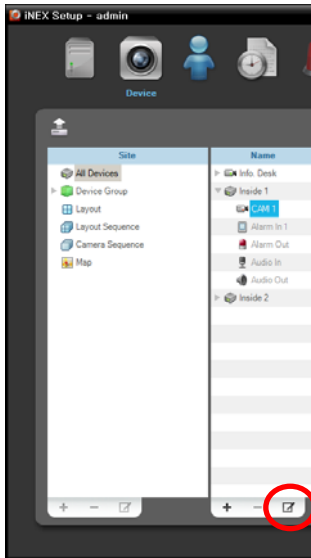 iNEX Setup - admin
Device
Site
All Devices
Device Group
Layout
Layout Sequence
Camera Sequence
Map
Name
Info. Desk
Inside 1
CAM 1
Alarm In 1
Alarm Out
Audio In
Audio Out
Inside 2